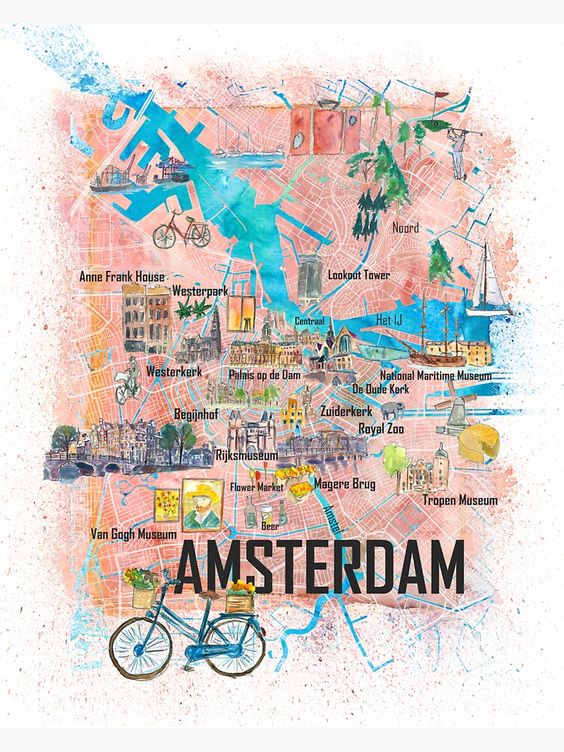 Noord
Lookout Tower
Anne Frank House
Westerpark
Centraal
Het IJ
Westerkerk
Palais op de Dam
National Maritime Museum
De Oude Kerk
Begijnhof
Zuiderkerk
Royal Zoo
Rijksmuseum
Flower Market
Magere Brug
Tropen Museum
Amstel
Beer
Van Gogh Museum
AMSTERDAM